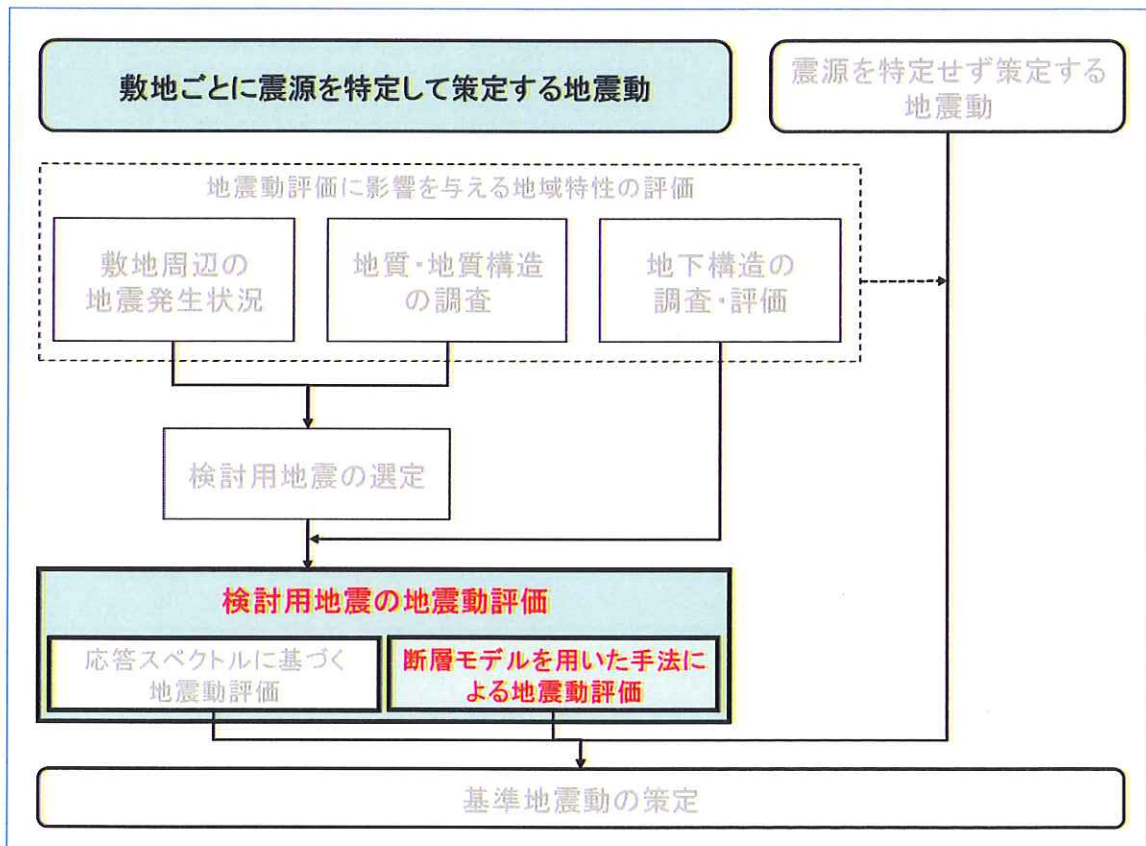 敷地ごとに震源を特定して策定する地震動
震源を特定せず策定する
地震動
地震動評価に影響を与える地域特性の評価
敷地周辺の
地震発生状況
地質・地質構造
の調査
地下構造の
調査・評価
検討用地震の選定
検討用地震の地震動評価
応答スペクトルに基づく
地震動評価
断層モデルを用いた手法に
よる地震動評価
基準地震動の策定